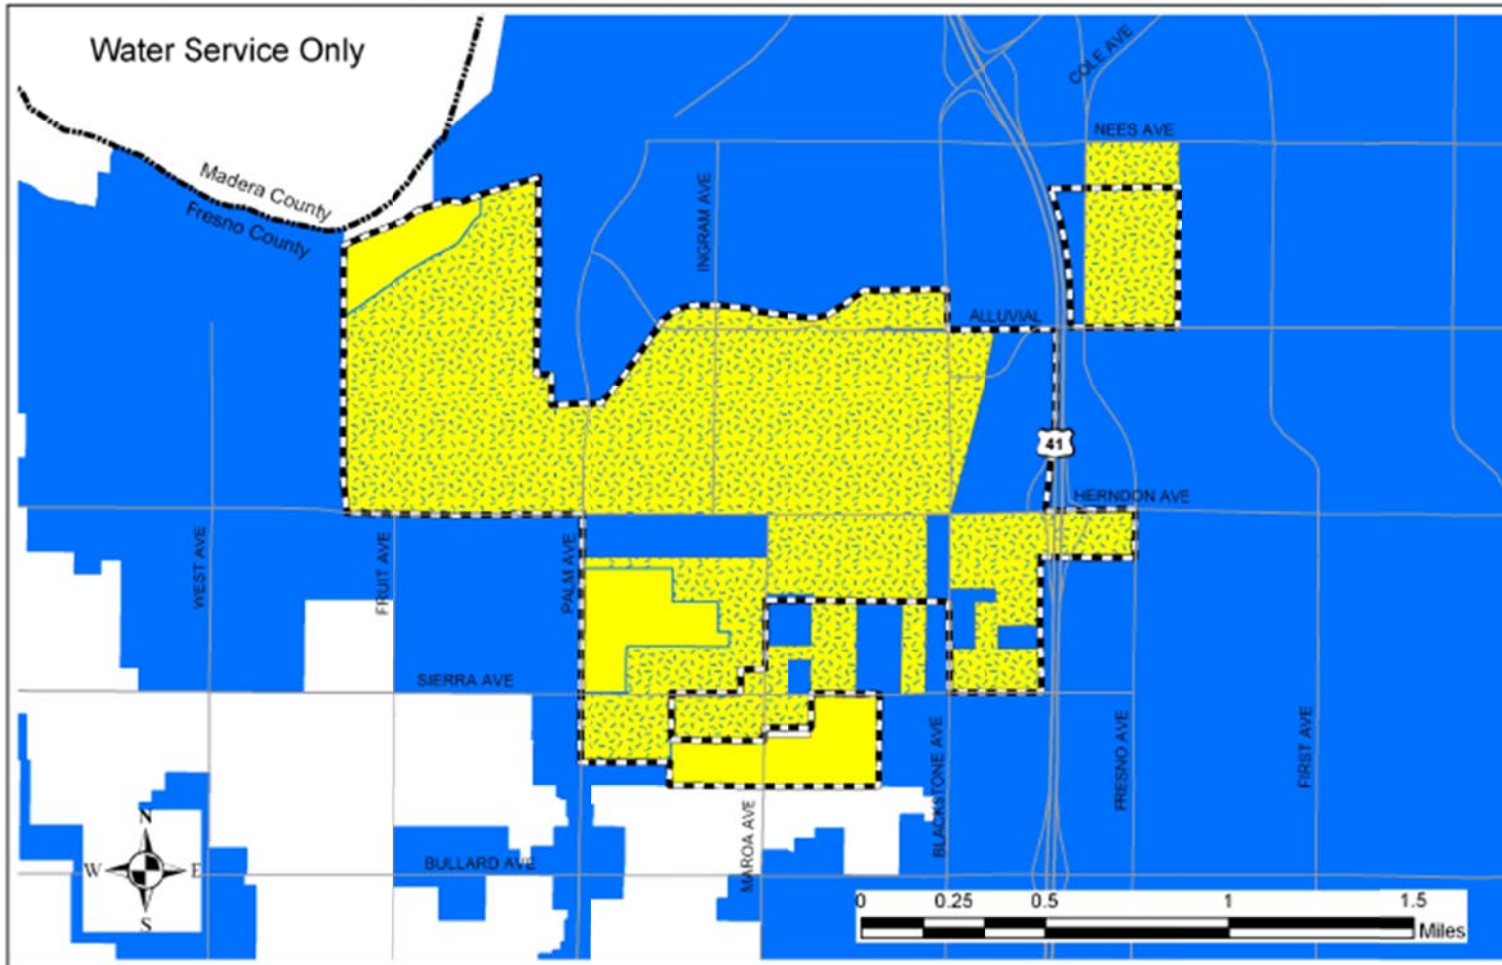 Water Service Only
COLE AVE
NEES AVE
Madera County
Fresno County
INGRAM AVE
ALLUVIAL
41
HERNDON AVE
WEST AVE
FRUIT AVE
PALM AVE
SIERRA AVE
BLACKSTONE AVE
FRESNO AVE
FIRST AVE
MAROA AVE
BULLARD AVE
N
W E
S
0 0.25 0.5 1 1.5
Miles